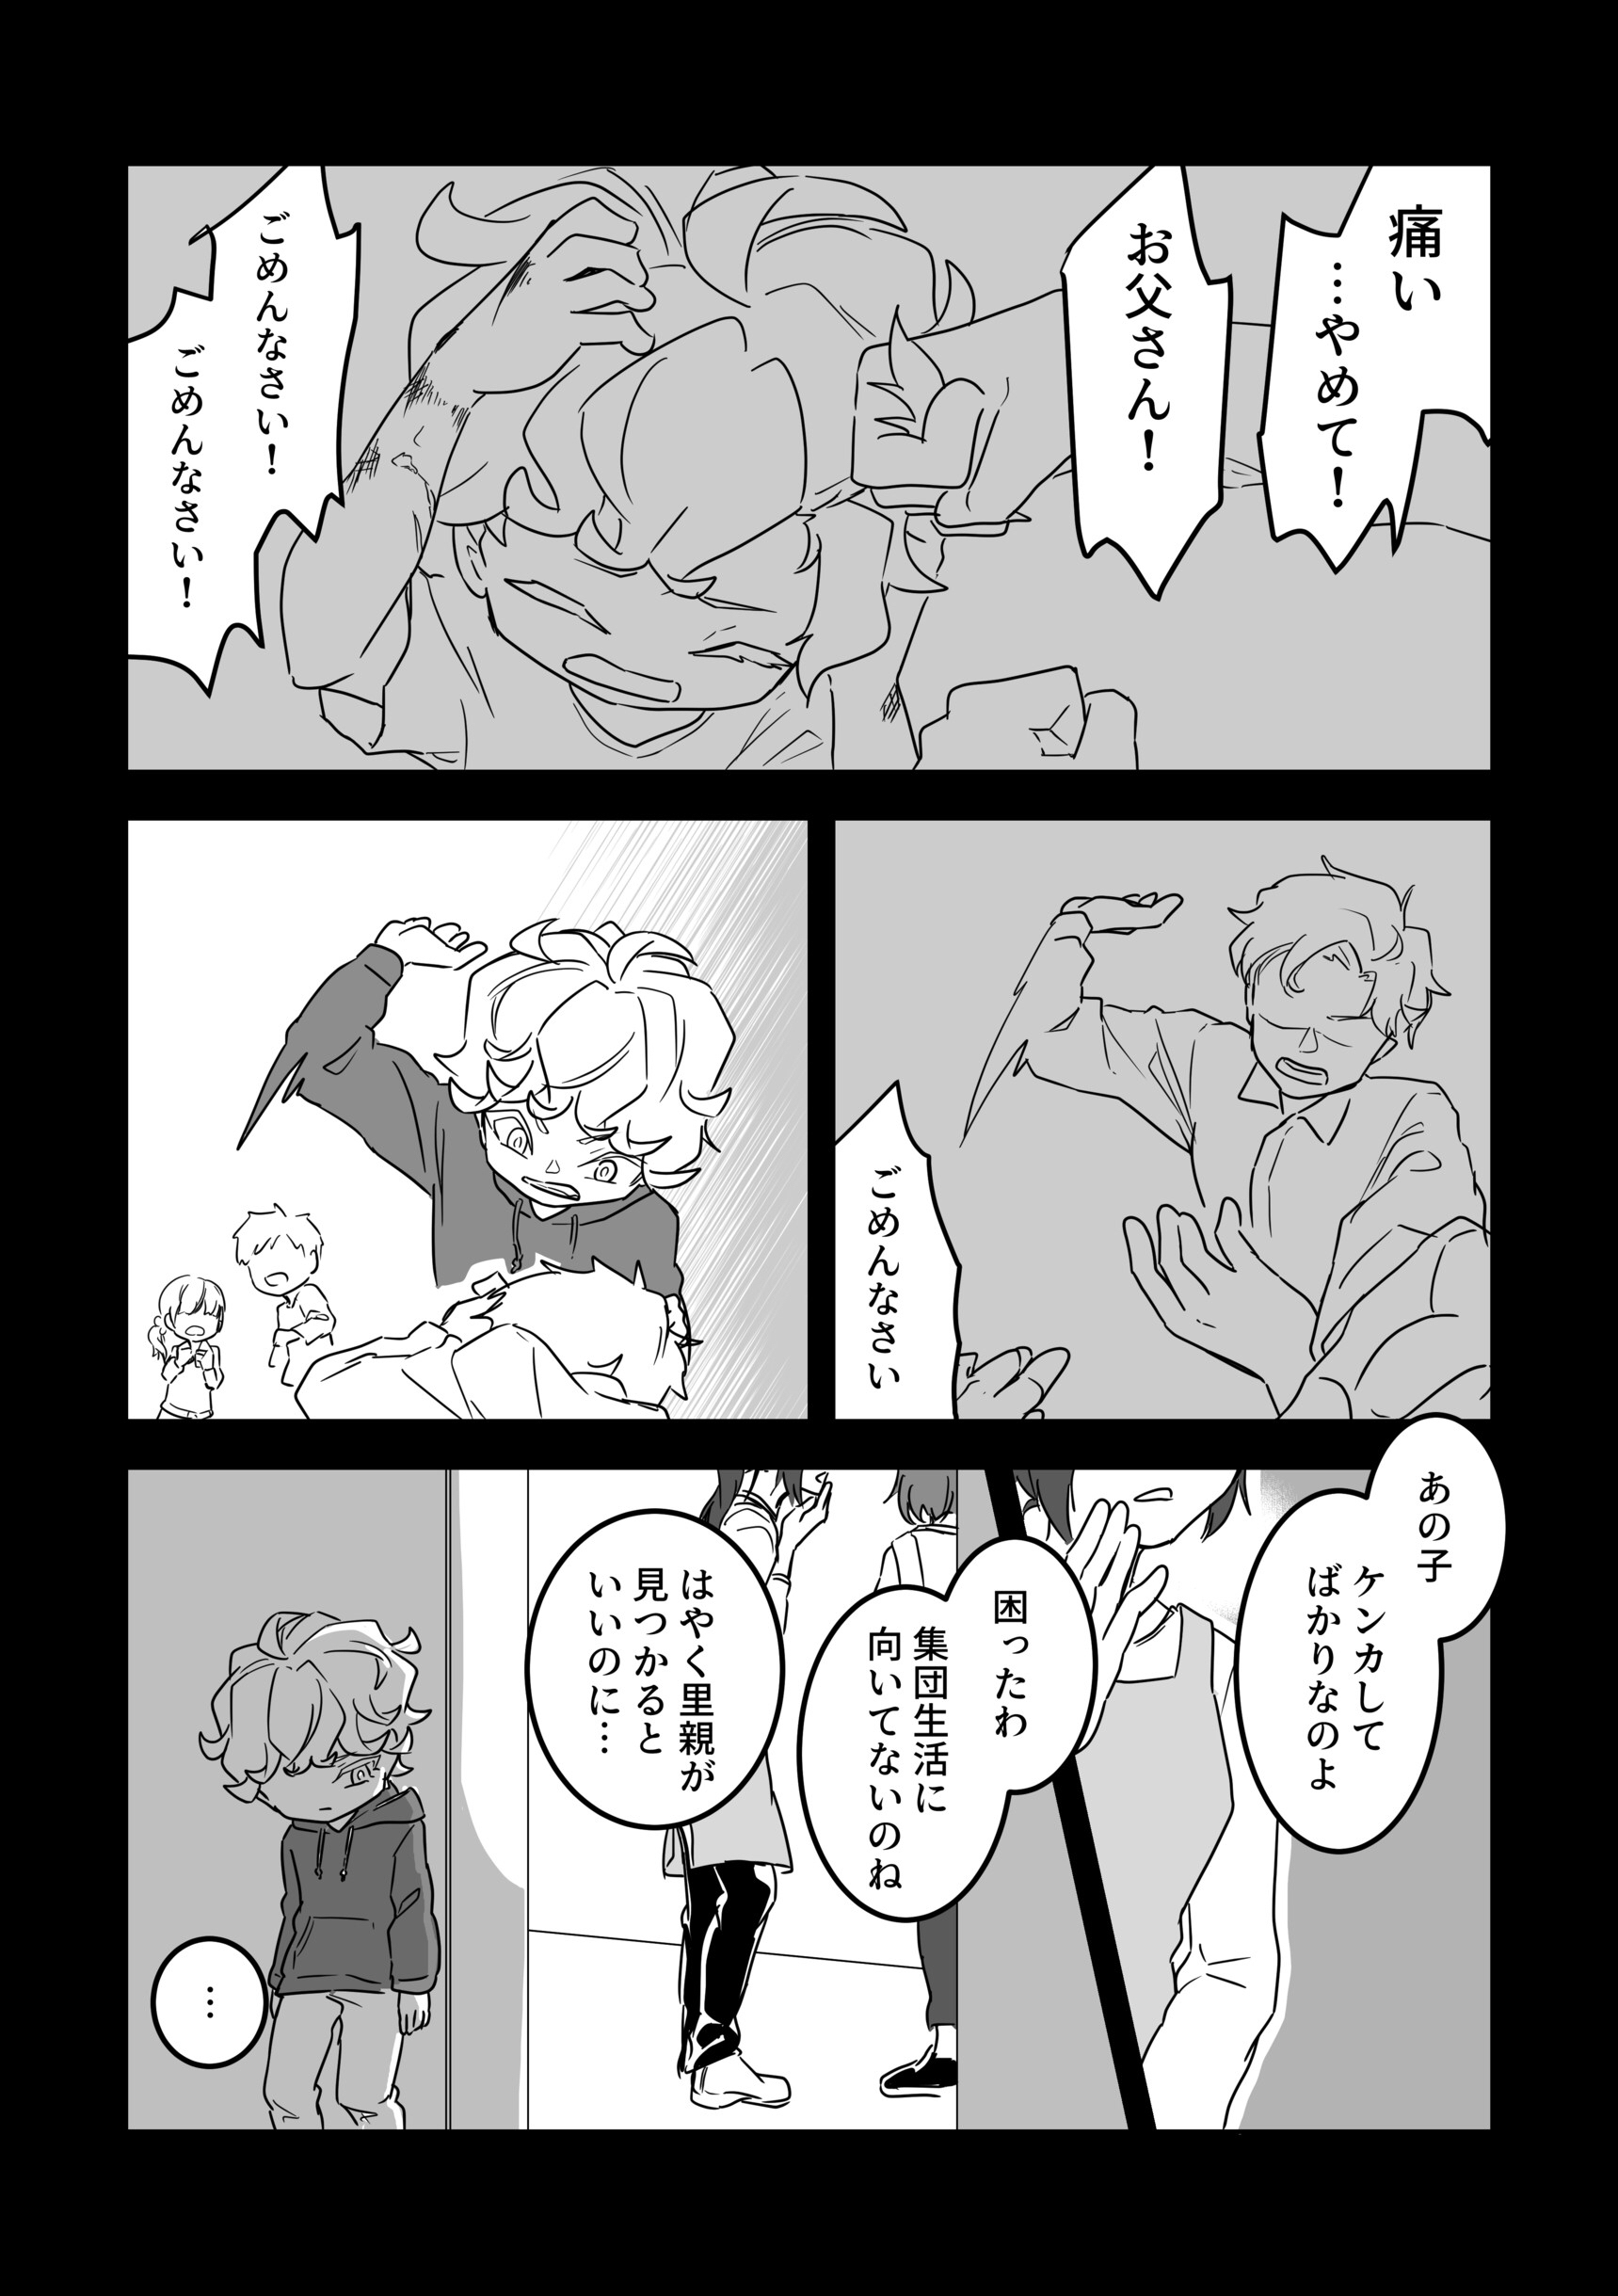 痛い
…やめて！
お父さん！
ごめんなさい！
ごめんなさい！
ごめんなさい
あの子
ケンカして
ばかりなのよ
困ったわ
集団生活に
向いてないのね
はやく里親が
見つかると
いいのに…
…